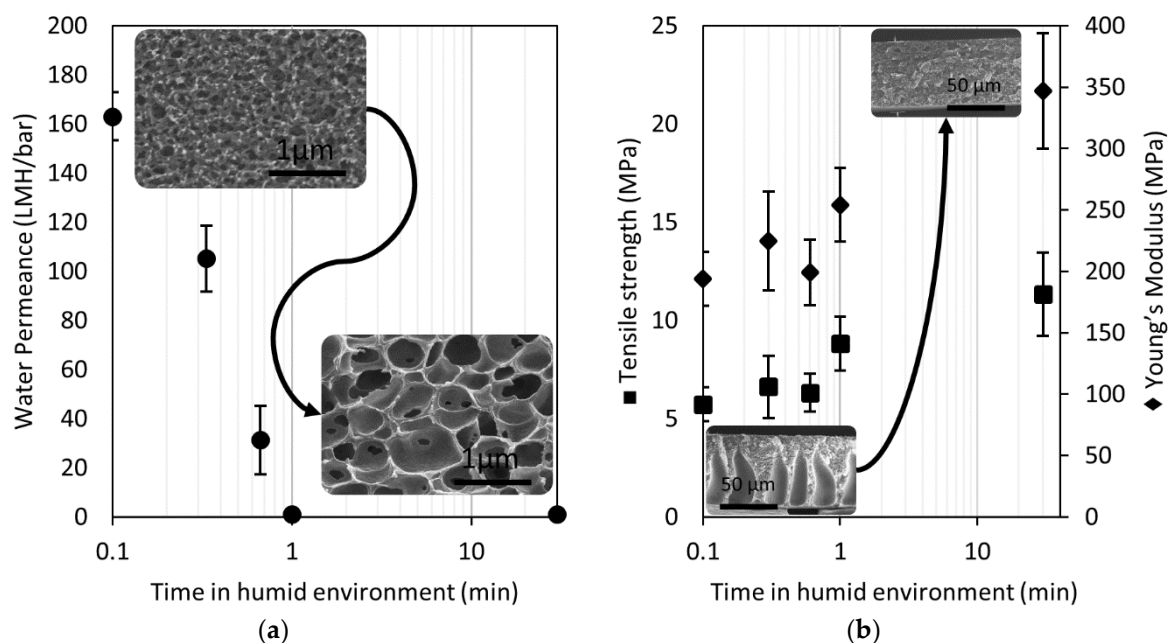 200
180
160
140
120
100
80
60
40
20
0
Water Permeance (LMH/bar)
1µm
1µm
0.1
1
10
Time in humid environment (min)
(a)
25
20
15
10
5
0
■ Tensile strength (MPa)
50 µm
50 µm
400
350
300
250
200
150
100
50
0
◆ Young's Modulus (MPa)
0.1
1
10
Time in humid environment (min)
(b)